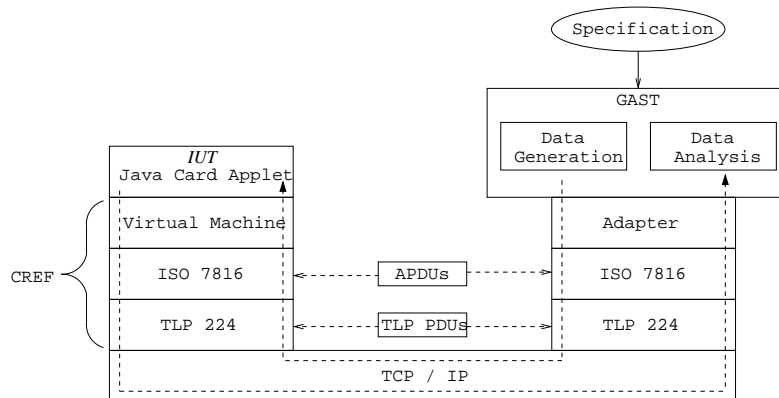 Specification
GAST
Data
Generation
Data
Analysis
IUT
Java Card Applet
Virtual Machine
Adapter
CREF
ISO 7816
APDUs
ISO 7816
TLP 224
TLP PDUs
TLP 224
TCP / IP